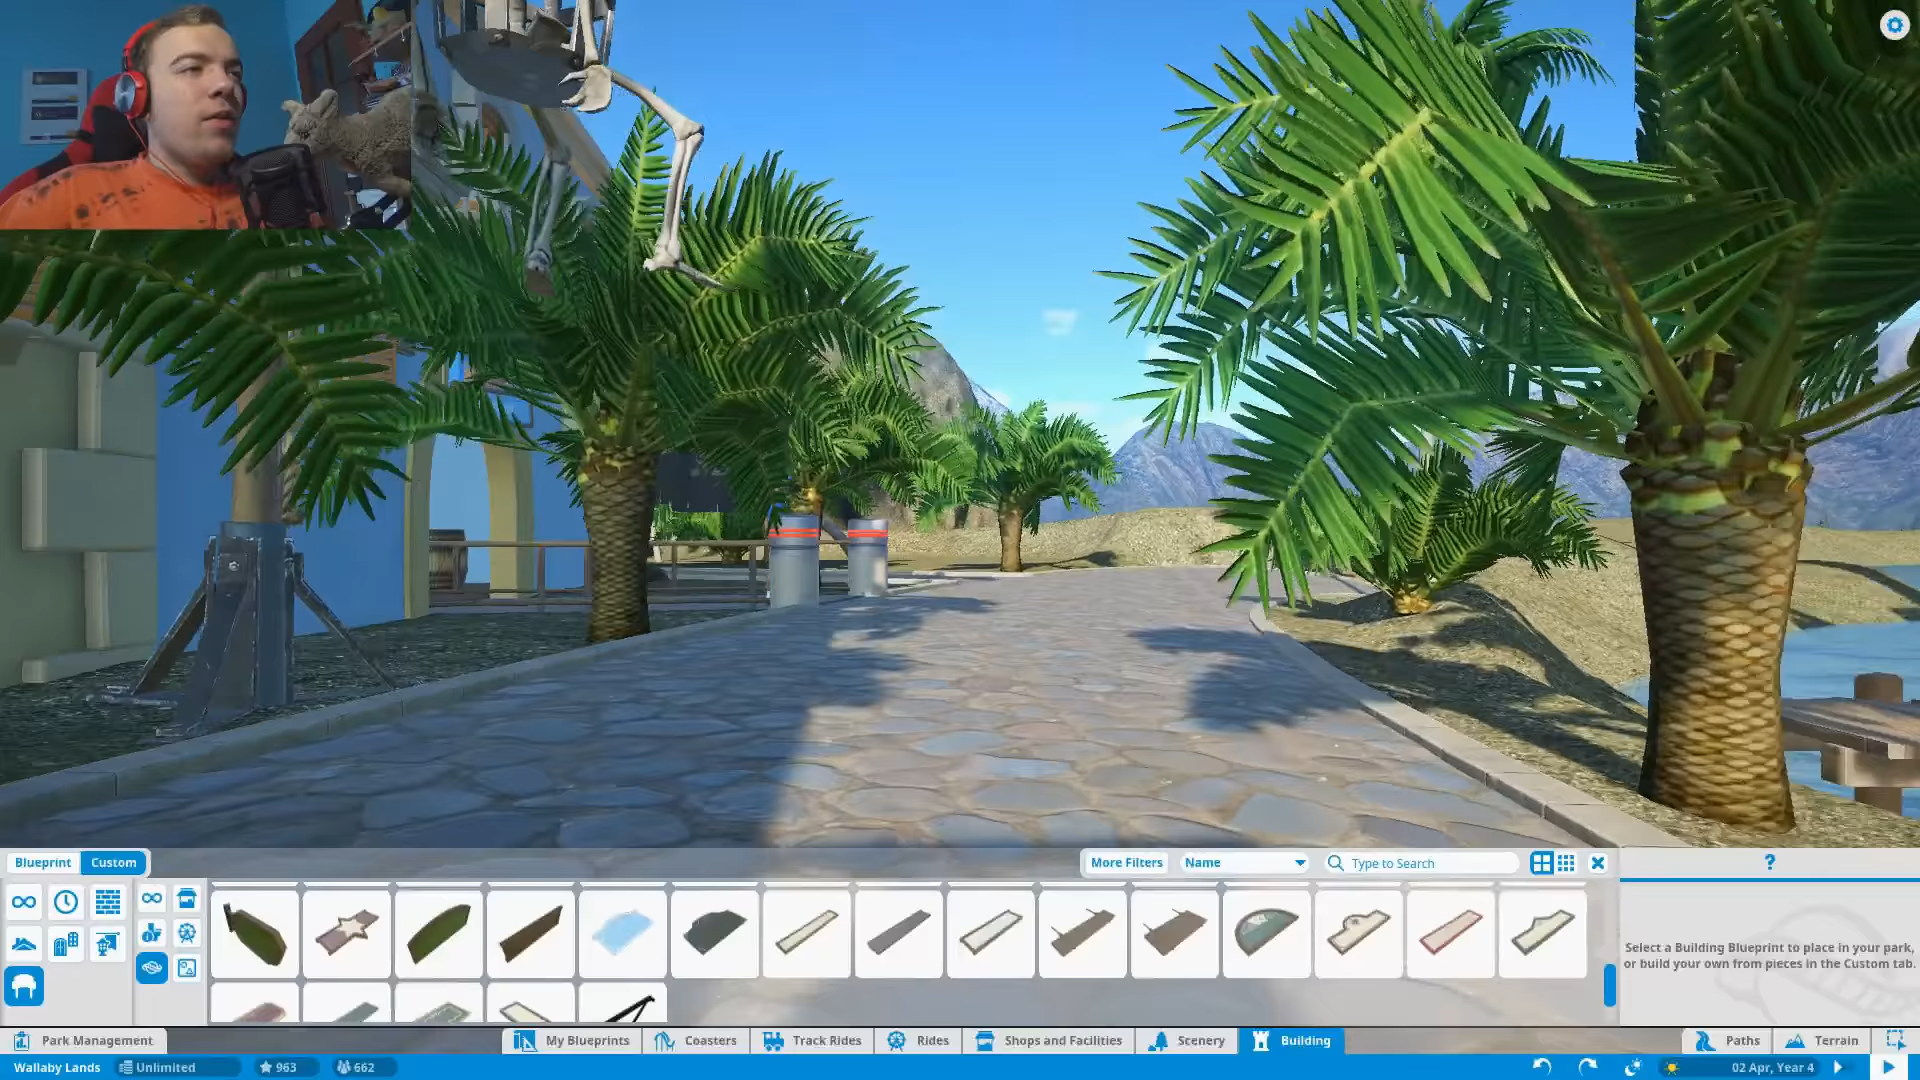 Blueprint
Custom
More Filters
Name
Type to Search
?
Select a Building Blueprint to place in your park,
or build your own from pieces in the Custom tab.
Park Management
My Blueprints
Coasters
Track Rides
Rides
Shops and Facilities
Scenery
Building
Paths
Terrain
Wallaby Lands
Unlimited
963
662
02 Apr, Year 4